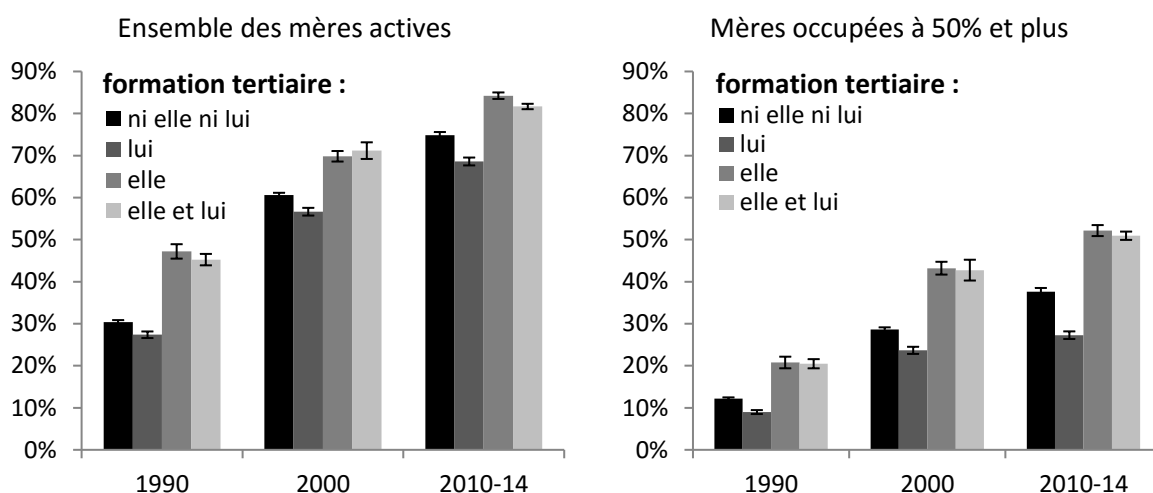 Ensemble des mères actives
90%
80%
70%
60%
50%
40%
30%
20%
10%
0%
formation tertiaire :
ni elle ni lui
lui
elle
elle et lui
1990
2000
2010-14
Mères occupées à 50% et plus
90%
80%
70%
60%
50%
40%
30%
20%
10%
0%
formation tertiaire :
ni elle ni lui
lui
elle
elle et lui
1990
2000
2010-14